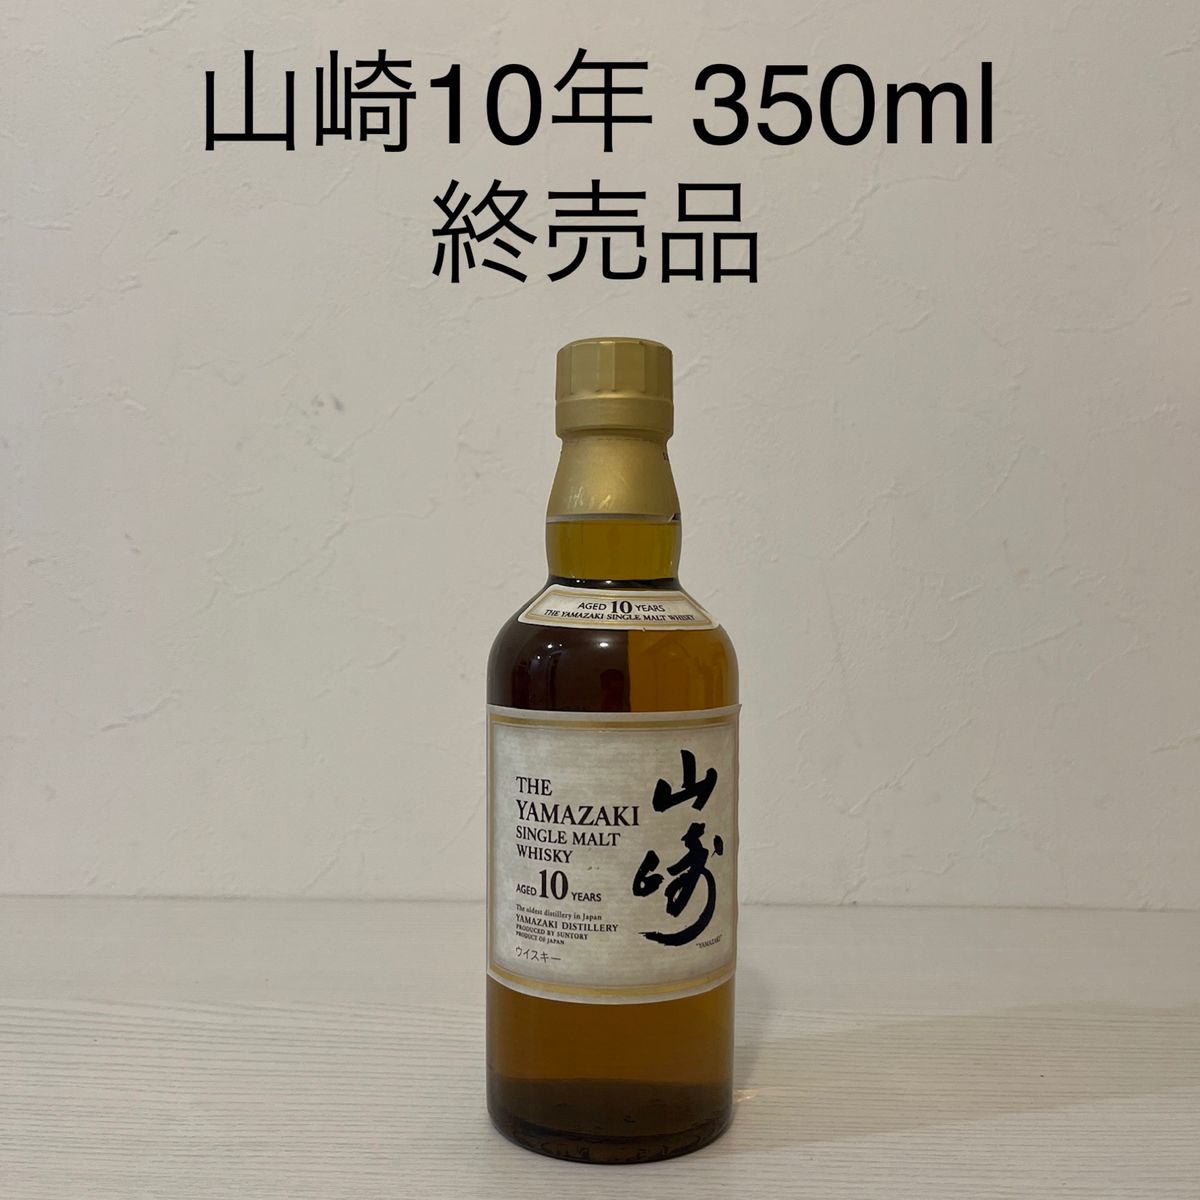 山崎10年 350ml
終売品
AGED 10 YEARS
THE YAMAZAKI SINGLE MALT WHISKY
THE
YAMAZAKI
SINGLE MALT
WHISKY
AGED 10 YEARS
The oldest distillery in Japan
YAMAZAKI DISTILLERY
PRODUCED BY SUNTORY
PRODUCT OF JAPAN
ウイスキー
山崎
"YAMAZAKI"